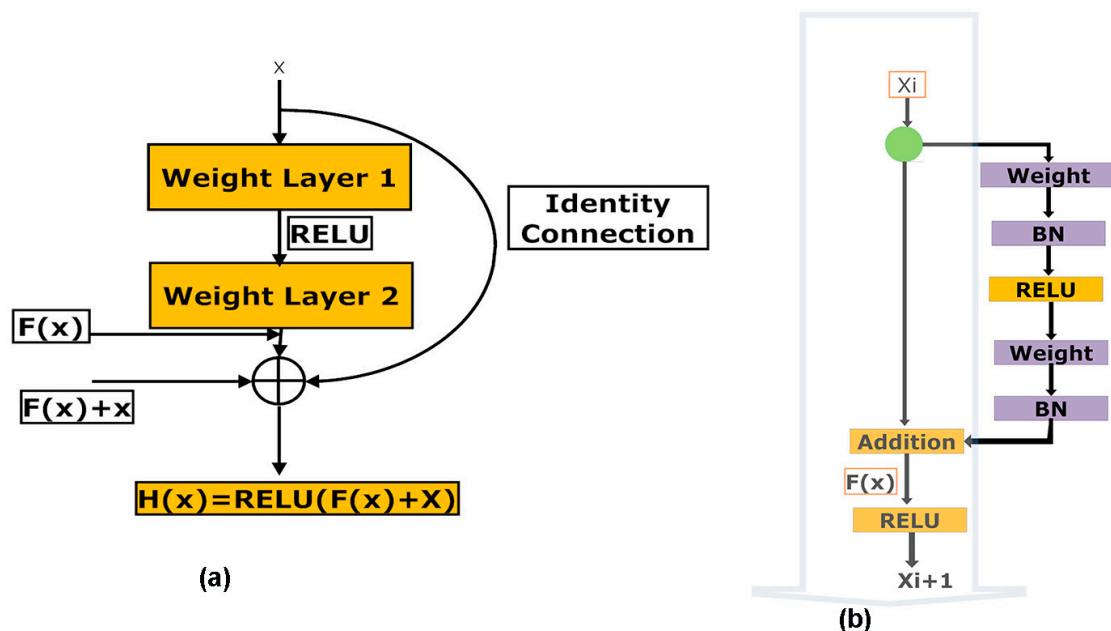 X
Weight Layer 1
RELU
Identity
Connection
Weight Layer 2
F(x)
F(x)+x
H(x)=RELU(F(x)+X)
(a)
Xi
Weight
BN
RELU
Weight
BN
Addition
F(x)
RELU
Xi+1
(b)